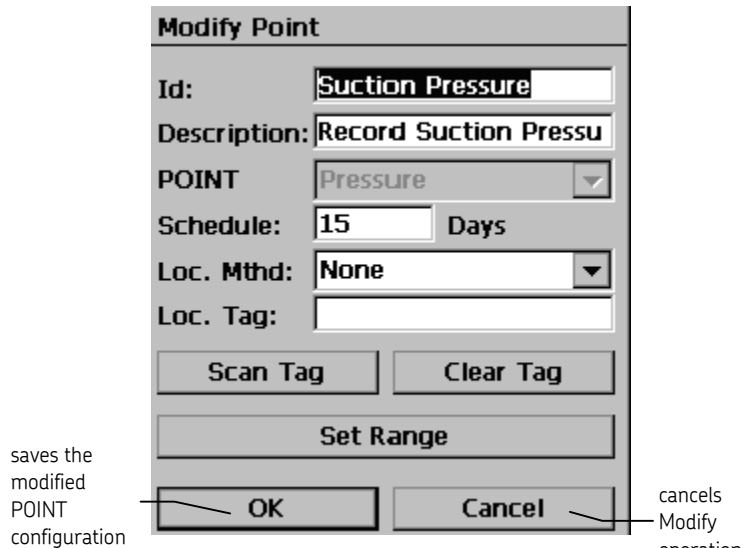 Modify Point
Id: Suction Pressure
Description: Record Suction Pressu
POINT Pressure
Schedule: 15 Days
Loc. Mthd: None
Loc. Tag:
Scan Tag Clear Tag
Set Range
OK Cancel
saves the
modified
POINT
configuration
cancels
Modify